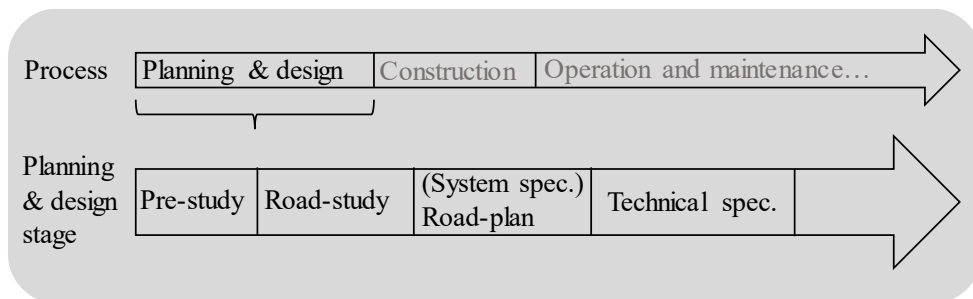 Process
Planning & design
Construction
Operation and maintenance…
Planning
& design
stage
Pre-study
Road-study
(System spec.)
Road-plan
Technical spec.